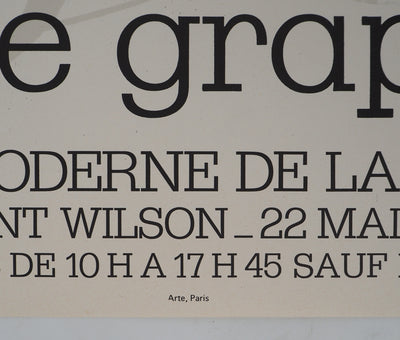 e grap
ODERNE DE LA
NT WILSON _ 22 MAI
DE 10 H A 17 H 45 SAUF
Arte, Paris